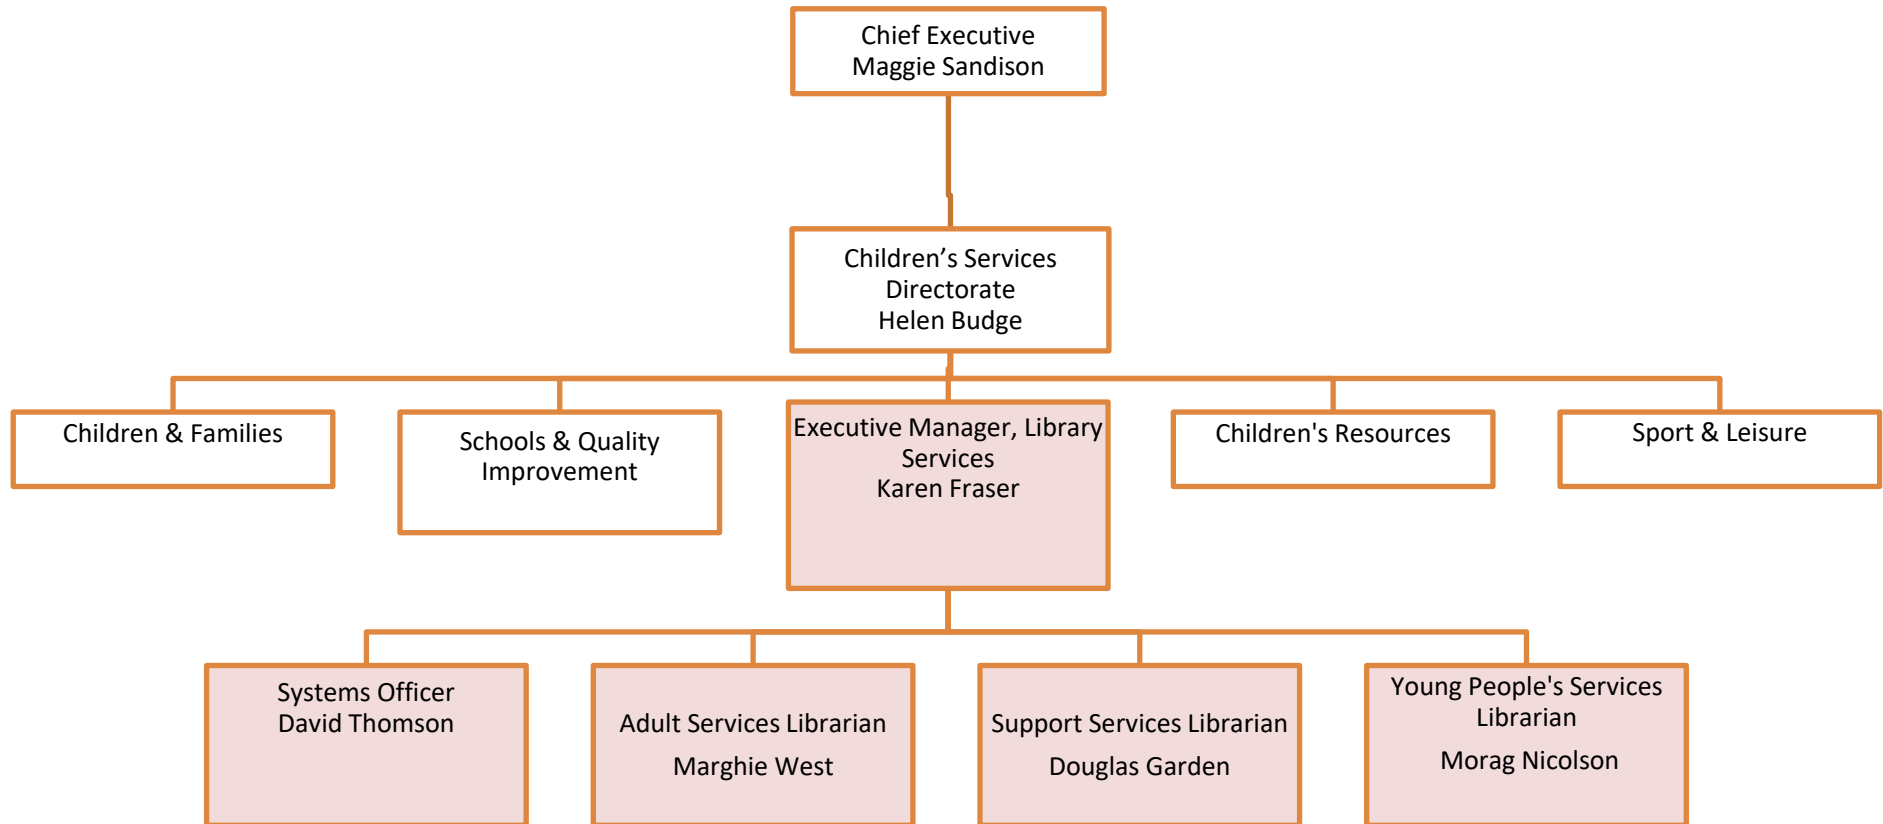 Chief Executive
Maggie Sandison
Children’s Services
Directorate
Helen Budge
Children & Families
Schools & Quality
Improvement
Executive Manager, Library
Services
Karen Fraser
Children's Resources
Sport & Leisure
Systems Officer
David Thomson
Adult Services Librarian
Marghie West
Support Services Librarian
Douglas Garden
Young People's Services
Librarian
Morag Nicolson